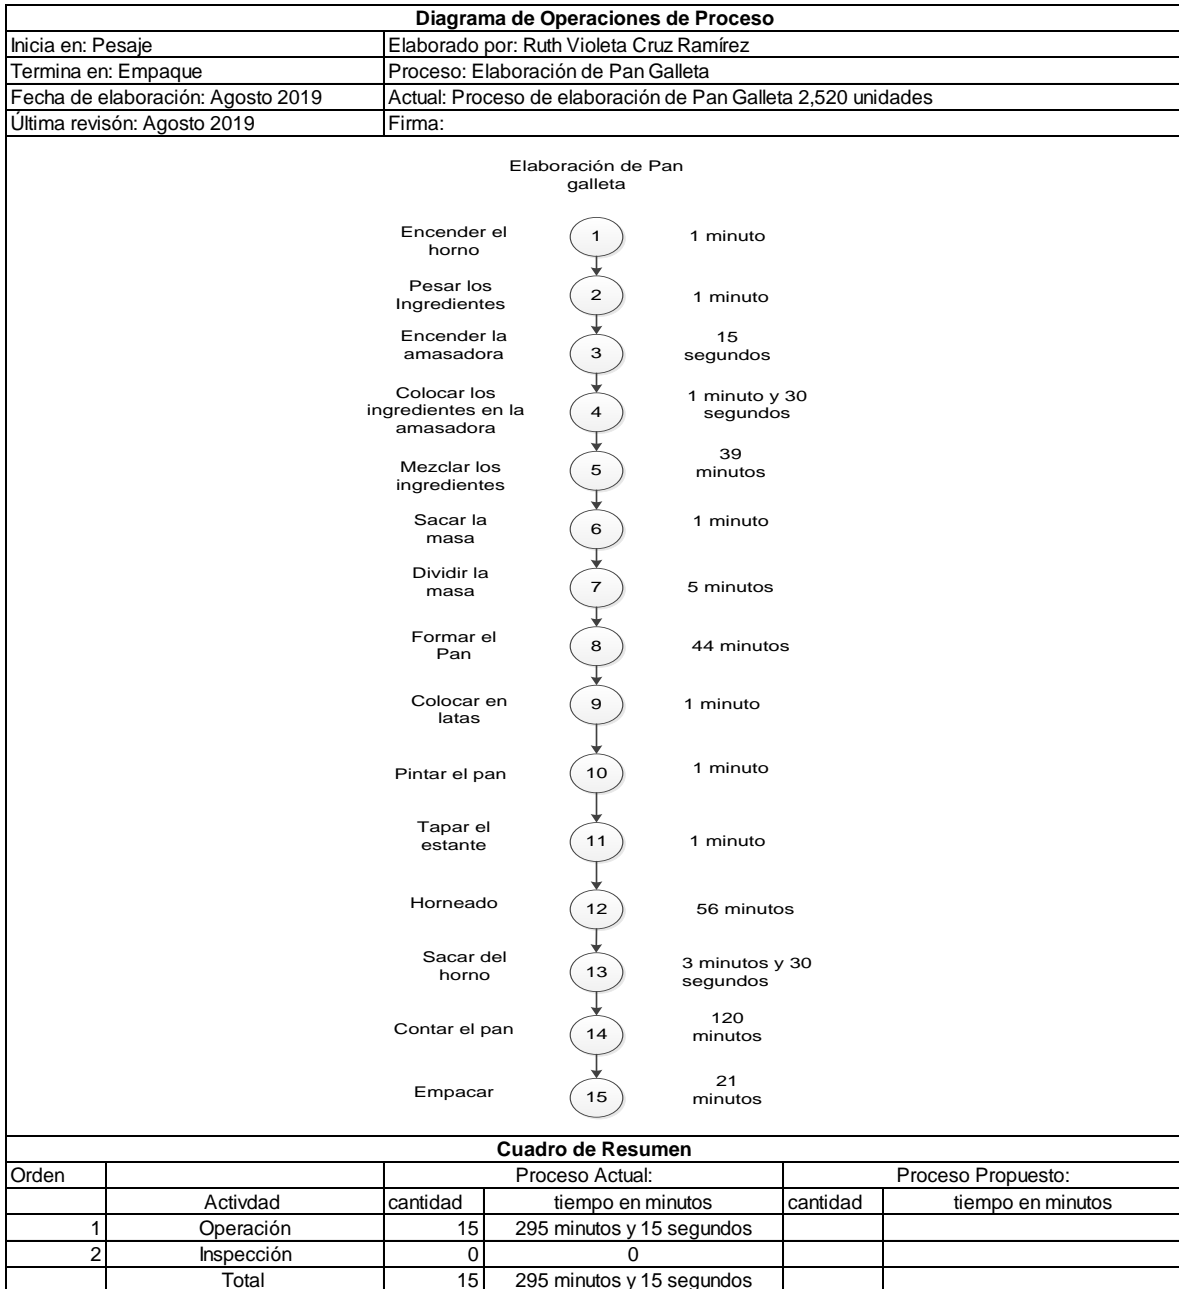 Diagrama de Operaciones de Proceso
Inicia en: Pesaje Elaborado por: Ruth Violeta Cruz Ramírez
Termina en: Empaque Proceso: Elaboración de Pan Galleta
Fecha de elaboración: Agosto 2019 Actual: Proceso de elaboración de Pan Galleta 2,520 unidades
Última revisón: Agosto 2019 Firma:
Elaboración de Pan
galleta
Encender el
horno
1
1 minuto
Pesar los
Ingredientes
2
1 minuto
Encender la
amasadora
3
15
segundos
Colocar los
ingredientes en la
amasadora
4
1 minuto y 30
segundos
Mezclar los
ingredientes
5
39
minutos
Sacar la
masa
6
1 minuto
Dividir la
masa
7
5 minutos
Formar el
Pan
8
44 minutos
Colocar en
latas
9
1 minuto
Pintar el pan
10
1 minuto
Tapar el
estante
11
1 minuto
Horneado
12
56 minutos
Sacar del
horno
13
3 minutos y 30
segundos
Contar el pan
14
120
minutos
Empacar
15
21
minutos
Cuadro de Resumen
Orden Proceso Actual: Proceso Propuesto:
Activdad cantidad tiempo en minutos cantidad tiempo en minutos
1 Operación 15 295 minutos y 15 segundos
2 Inspección 0 0
Total 15 295 minutos y 15 segundos